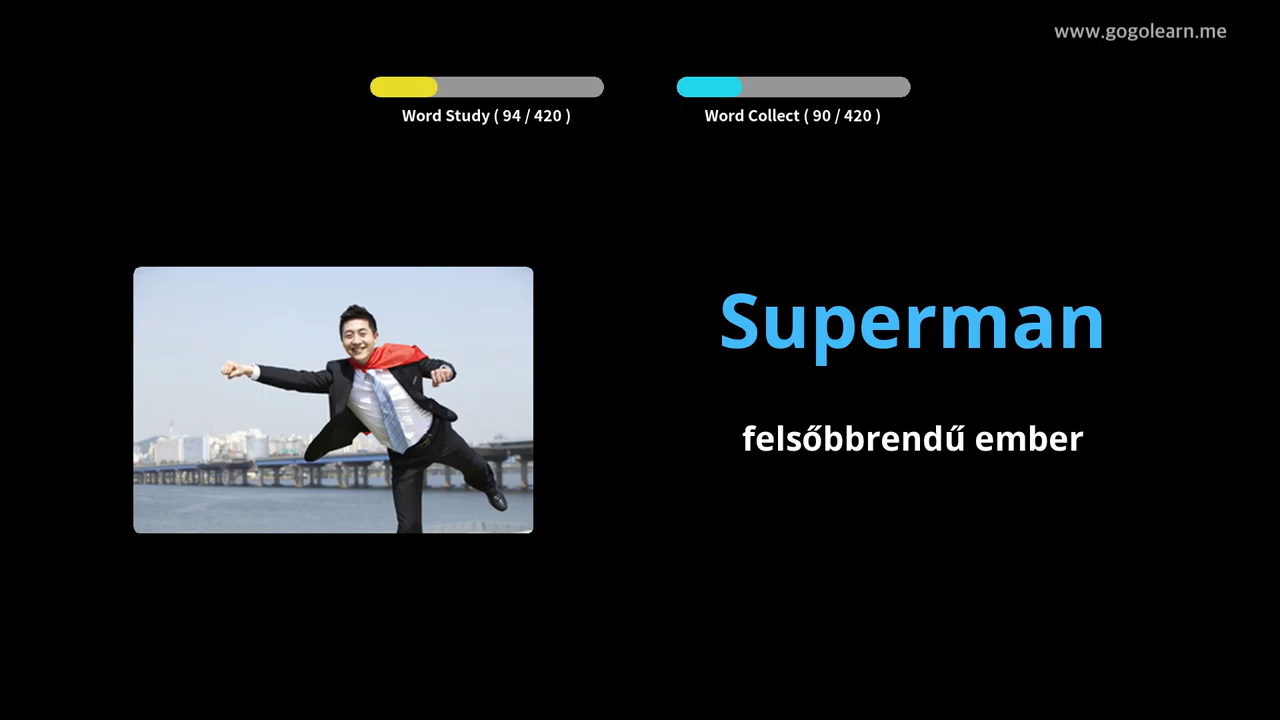 www.gogolearn.me
Word Study ( 94 / 420 )
Word Collect ( 90 / 420 )
Superman
felsőbbrendű ember